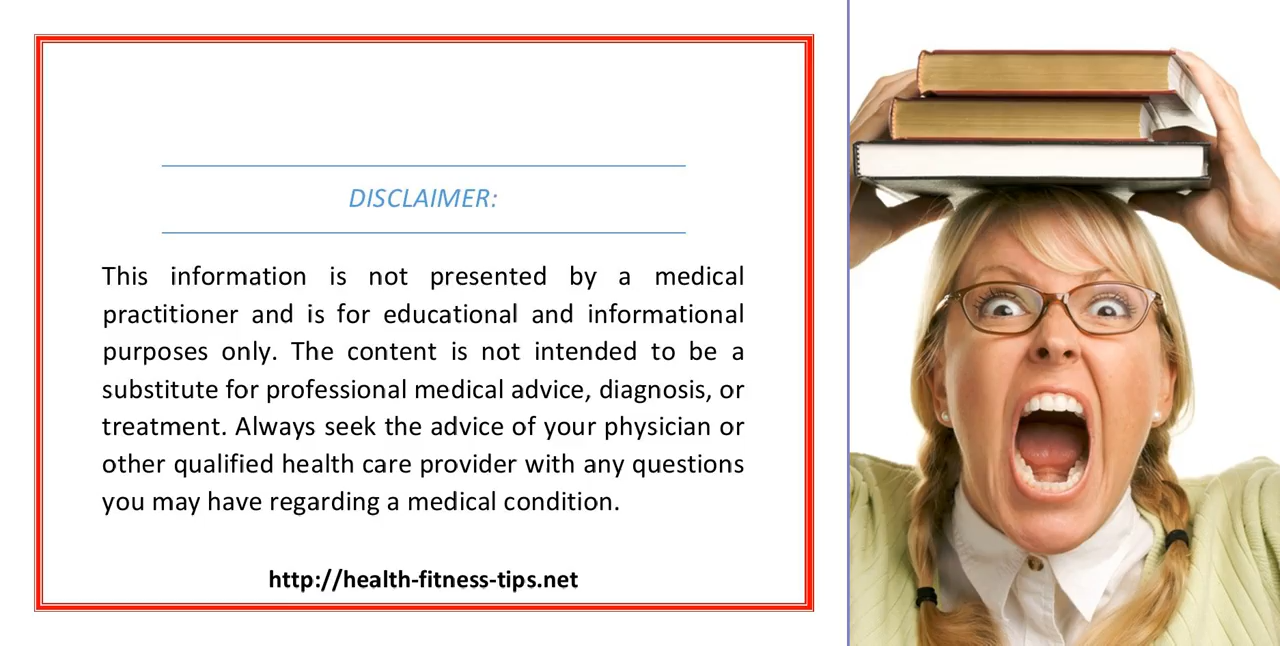 DISCLAIMER:
This information is not presented by a medical
practitioner and is for educational and informational
purposes only. The content is not intended to be a
substitute for professional medical advice, diagnosis, or
treatment. Always seek the advice of your physician or
other qualified health care provider with any questions
you may have regarding a medical condition.
http://health-fitness-tips.net